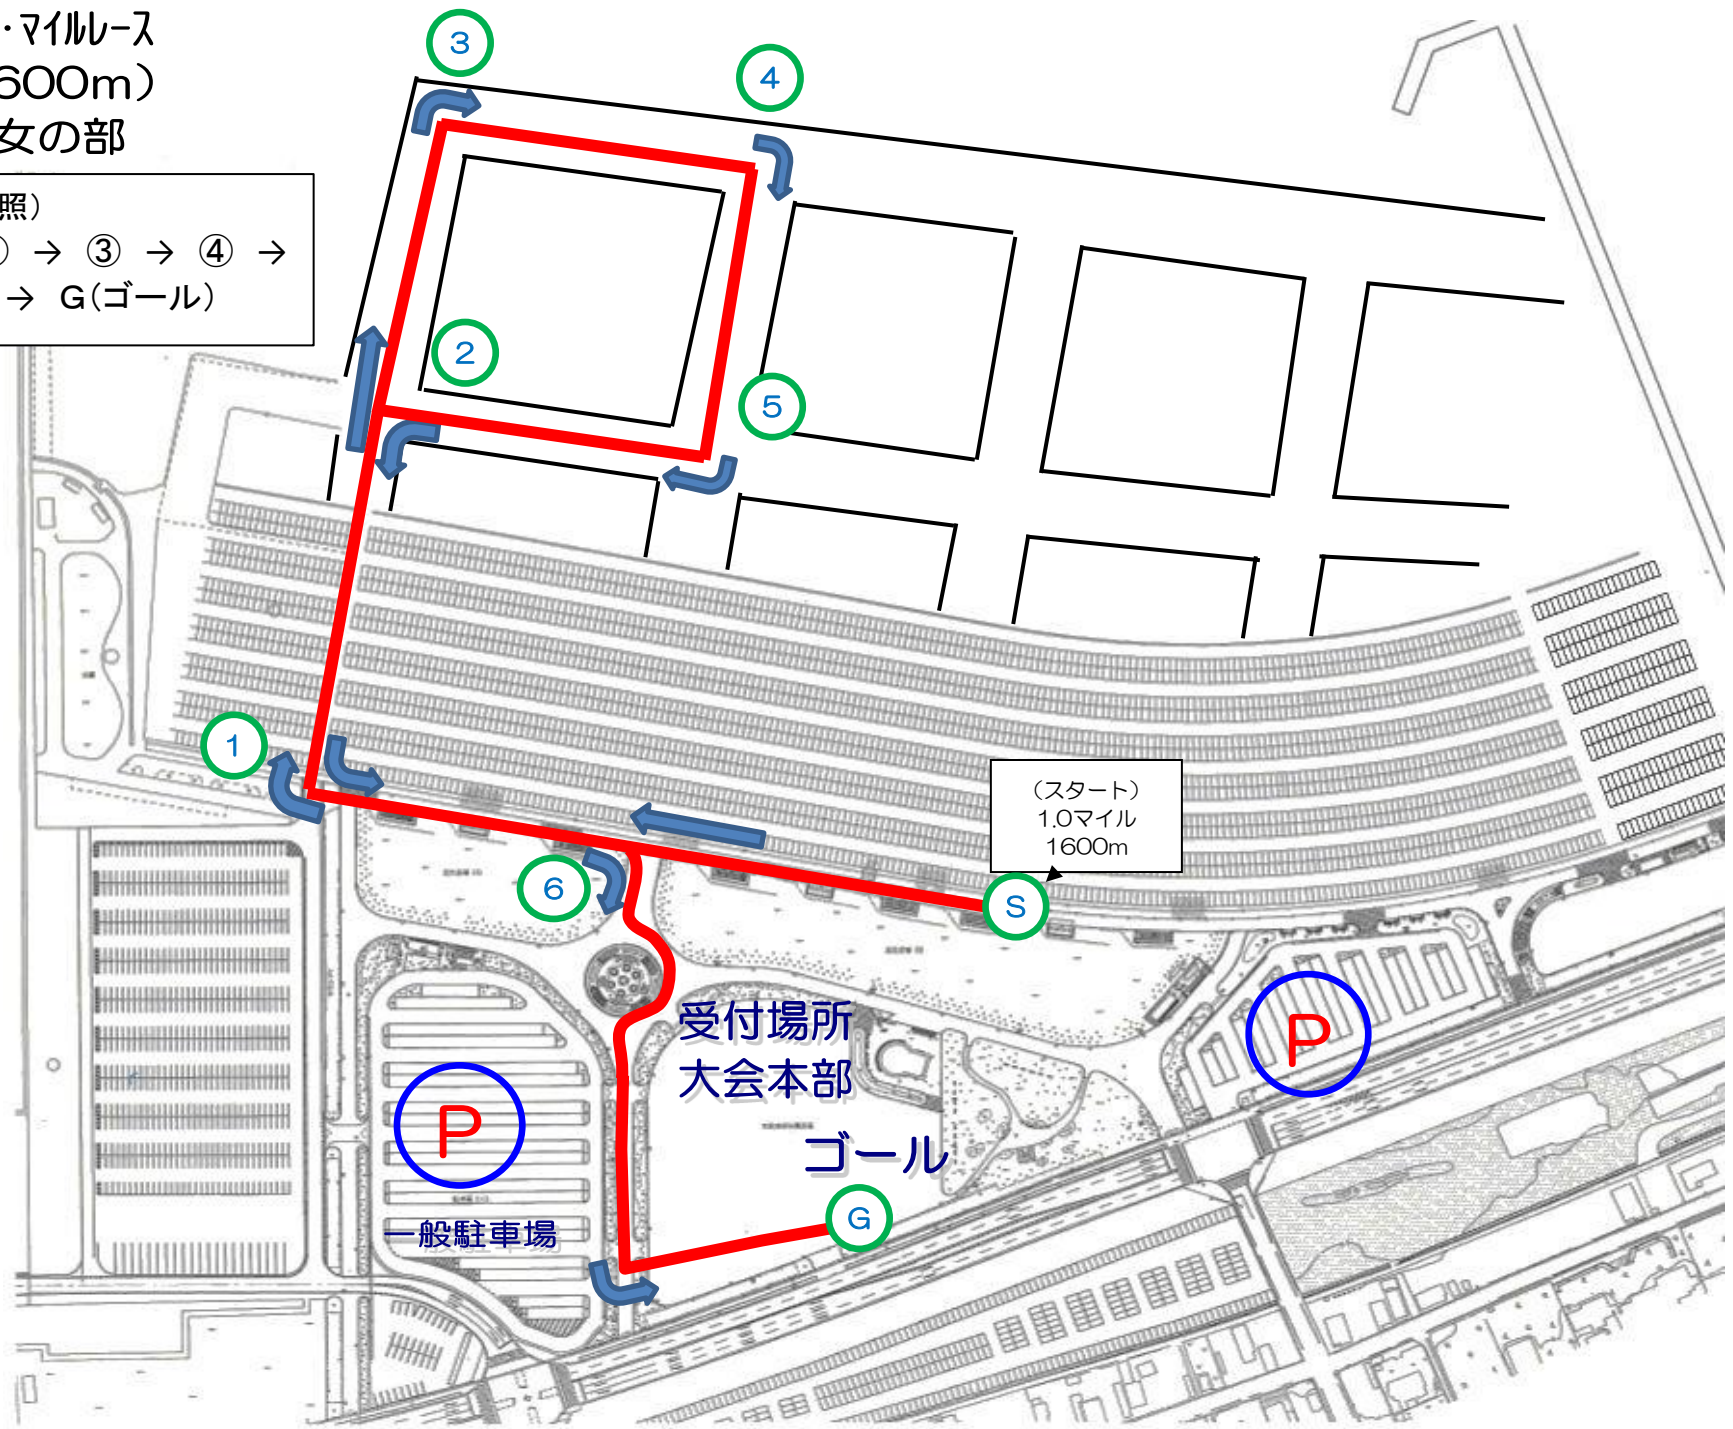 ・マイルレース
600m）
女の部
照）
→ ③ → ④ →
→ G(ゴール)
3
4
2
5
1
（スタート）
1.0マイル
1600m
6
S
受付場所
大会本部
P
P
ゴール
一般駐車場
G